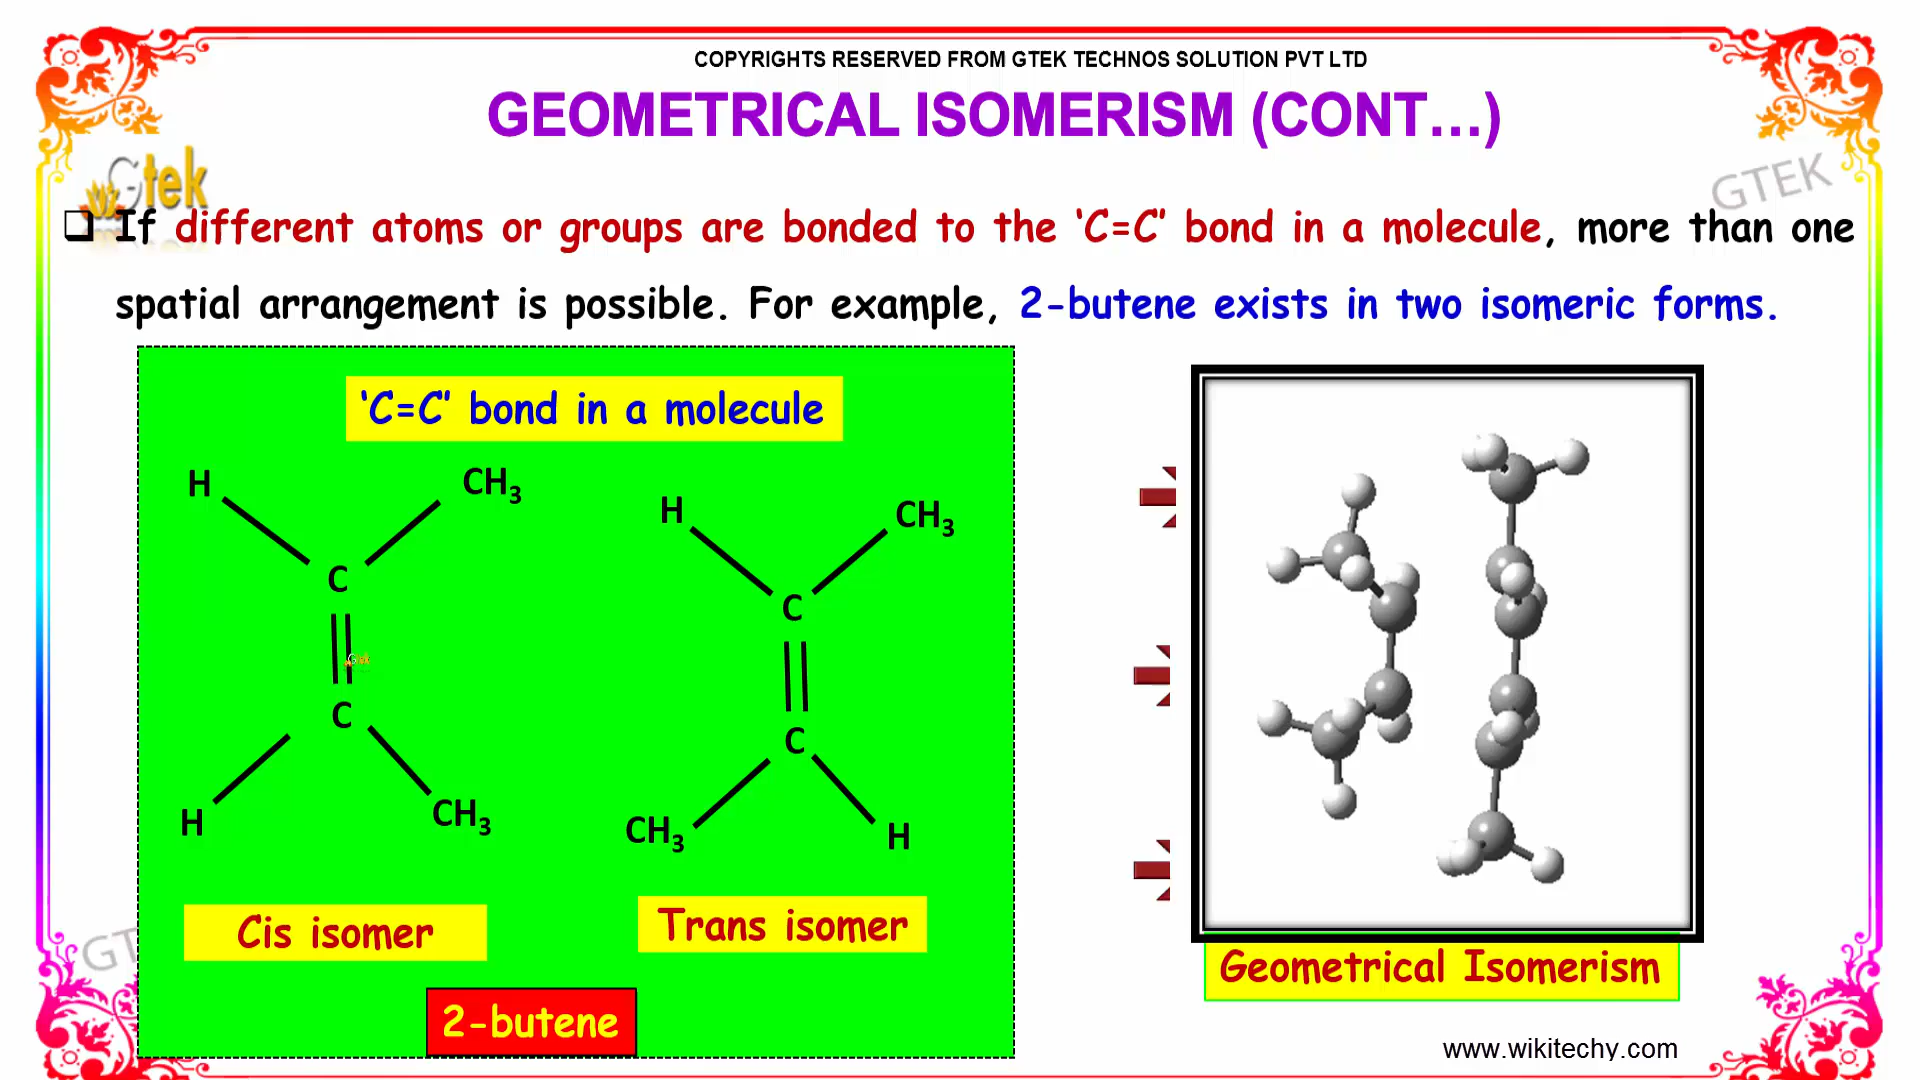 COPYRIGHTS RESERVED FROM GTEK TECHNOS SOLUTION PVT LTD
GEOMETRICAL ISOMERISM (CONT...)
Gtek
GTEK
❑ If different atoms or groups are bonded to the ‘C=C’ bond in a molecule, more than one
spatial arrangement is possible. For example, 2-butene exists in two isomeric forms.
‘C=C’ bond in a molecule
H CH₃
C
Gtek
C
H CH₃
H CH₃
C
C
CH₃ H
Cis isomer
Trans isomer
2-butene
Geometrical Isomerism
GT
www.wikitechy.com